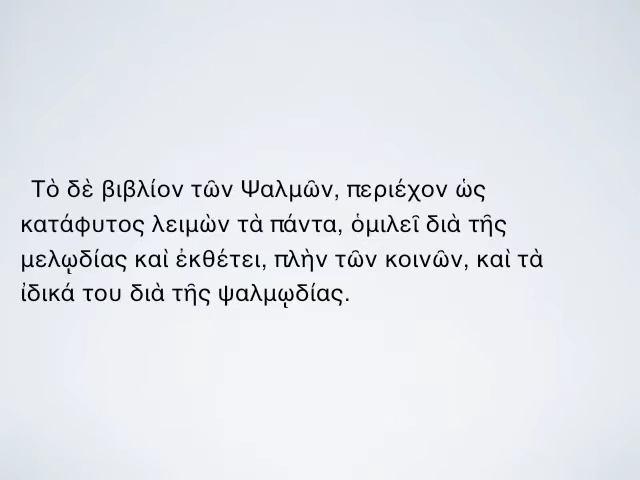 Τὸ δὲ βιβλίον τῶν Ψαλμῶν, περιέχον ὡς
κατάφυτος λειμὼν τὰ πάντα, ὁμιλεῖ διὰ τῆς
μελῳδίας καὶ ἐκθέτει, πλὴν τῶν κοινῶν, καὶ τὰ
ἰδικά του διὰ τῆς ψαλμῳδίας.